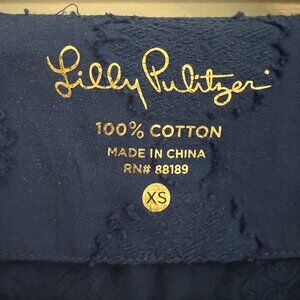 Lilly Pulitzer
100% COTTON
MADE IN CHINA
RN# 88189
XS